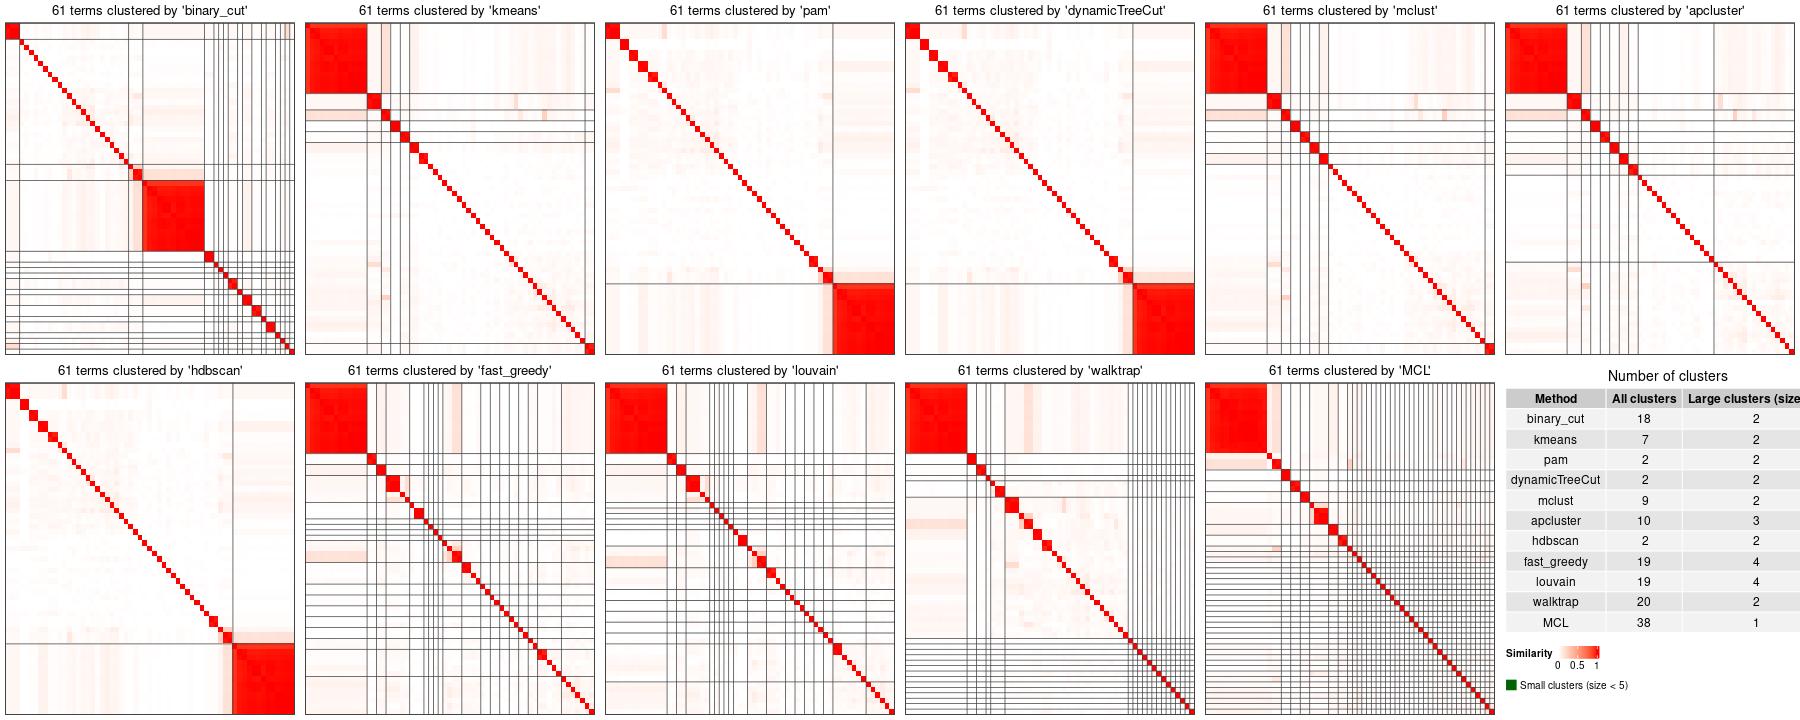 61 terms clustered by 'binary_cut'
61 terms clustered by 'kmeans'
61 terms clustered by 'pam'
61 terms clustered by 'dynamicTreeCut'
61 terms clustered by 'mclust'
61 terms clustered by 'apcluster'
61 terms clustered by 'hdbscan'
61 terms clustered by 'fast_greedy'
61 terms clustered by 'louvain'
61 terms clustered by 'walktrap'
61 terms clustered by 'MCL'
Number of clusters
Method All clusters Large clusters (size
binary_cut 18 2
kmeans 7 2
pam 2 2
dynamicTreeCut 2 2
mclust 9 2
apcluster 10 3
hdbscan 2 2
fast_greedy 19 4
louvain 19 4
walktrap 20 2
MCL 38 1
Similarity
0 0.5 1
Small clusters (size < 5)